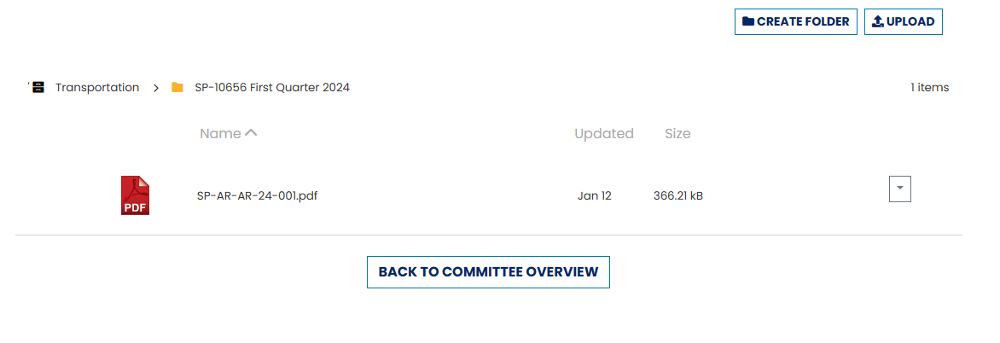 CREATE FOLDER UPLOAD
Transportation > SP-10656 First Quarter 2024 1 items
Name Updated Size
PDF SP-AR-AR-24-001.pdf Jan 12 366.21 kB
BACK TO COMMITTEE OVERVIEW